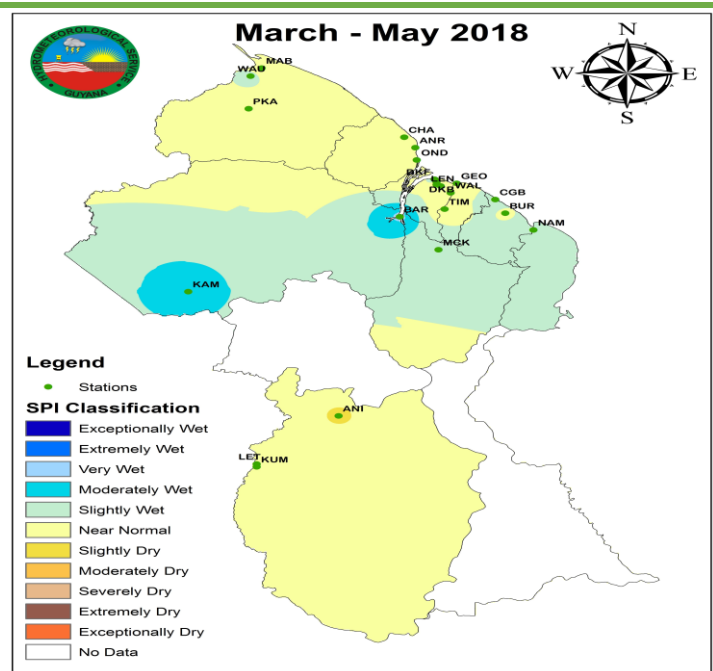 March - May 2018
HYDROMETEOROLOGICAL SERVICE
GUYANA
N
W
E
S
MAB
WAU
PKA
CHA
ANR
OND
BKF
LEN
GEO
DKB
WAL
CGB
BUR
TIM
BAR
NAM
MCK
KAM
ANI
LET
KUM
Legend
Stations
SPI Classification
Exceptionally Wet
Extremely Wet
Very Wet
Moderately Wet
Slightly Wet
Near Normal
Slightly Dry
Moderately Dry
Severely Dry
Extremely Dry
Exceptionally Dry
No Data